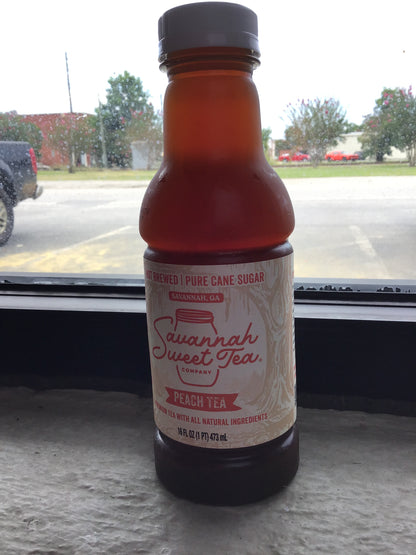 BREWED | PURE CANE SUGAR
SAVANNAH, GA
Savannah
Sweet Tea®
COMPANY
PEACH TEA
TEA WITH ALL NATURAL INGREDIENTS
16 FL OZ (1 PT) 473 mL